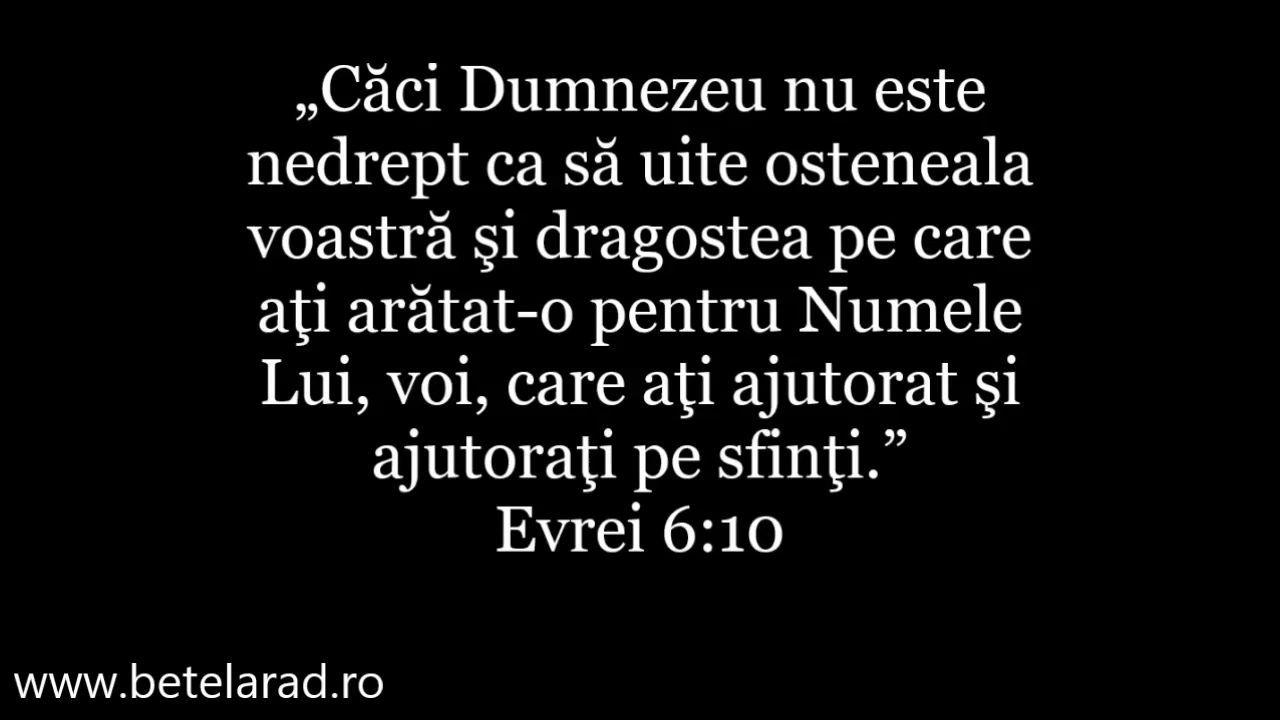 „Căci Dumnezeu nu este
nedrept ca să uite osteneala
voastră şi dragostea pe care
aţi arătat-o pentru Numele
Lui, voi, care aţi ajutorat şi
ajutoraţi pe sfinţi.”
Evrei 6:10
www.betelarad.ro